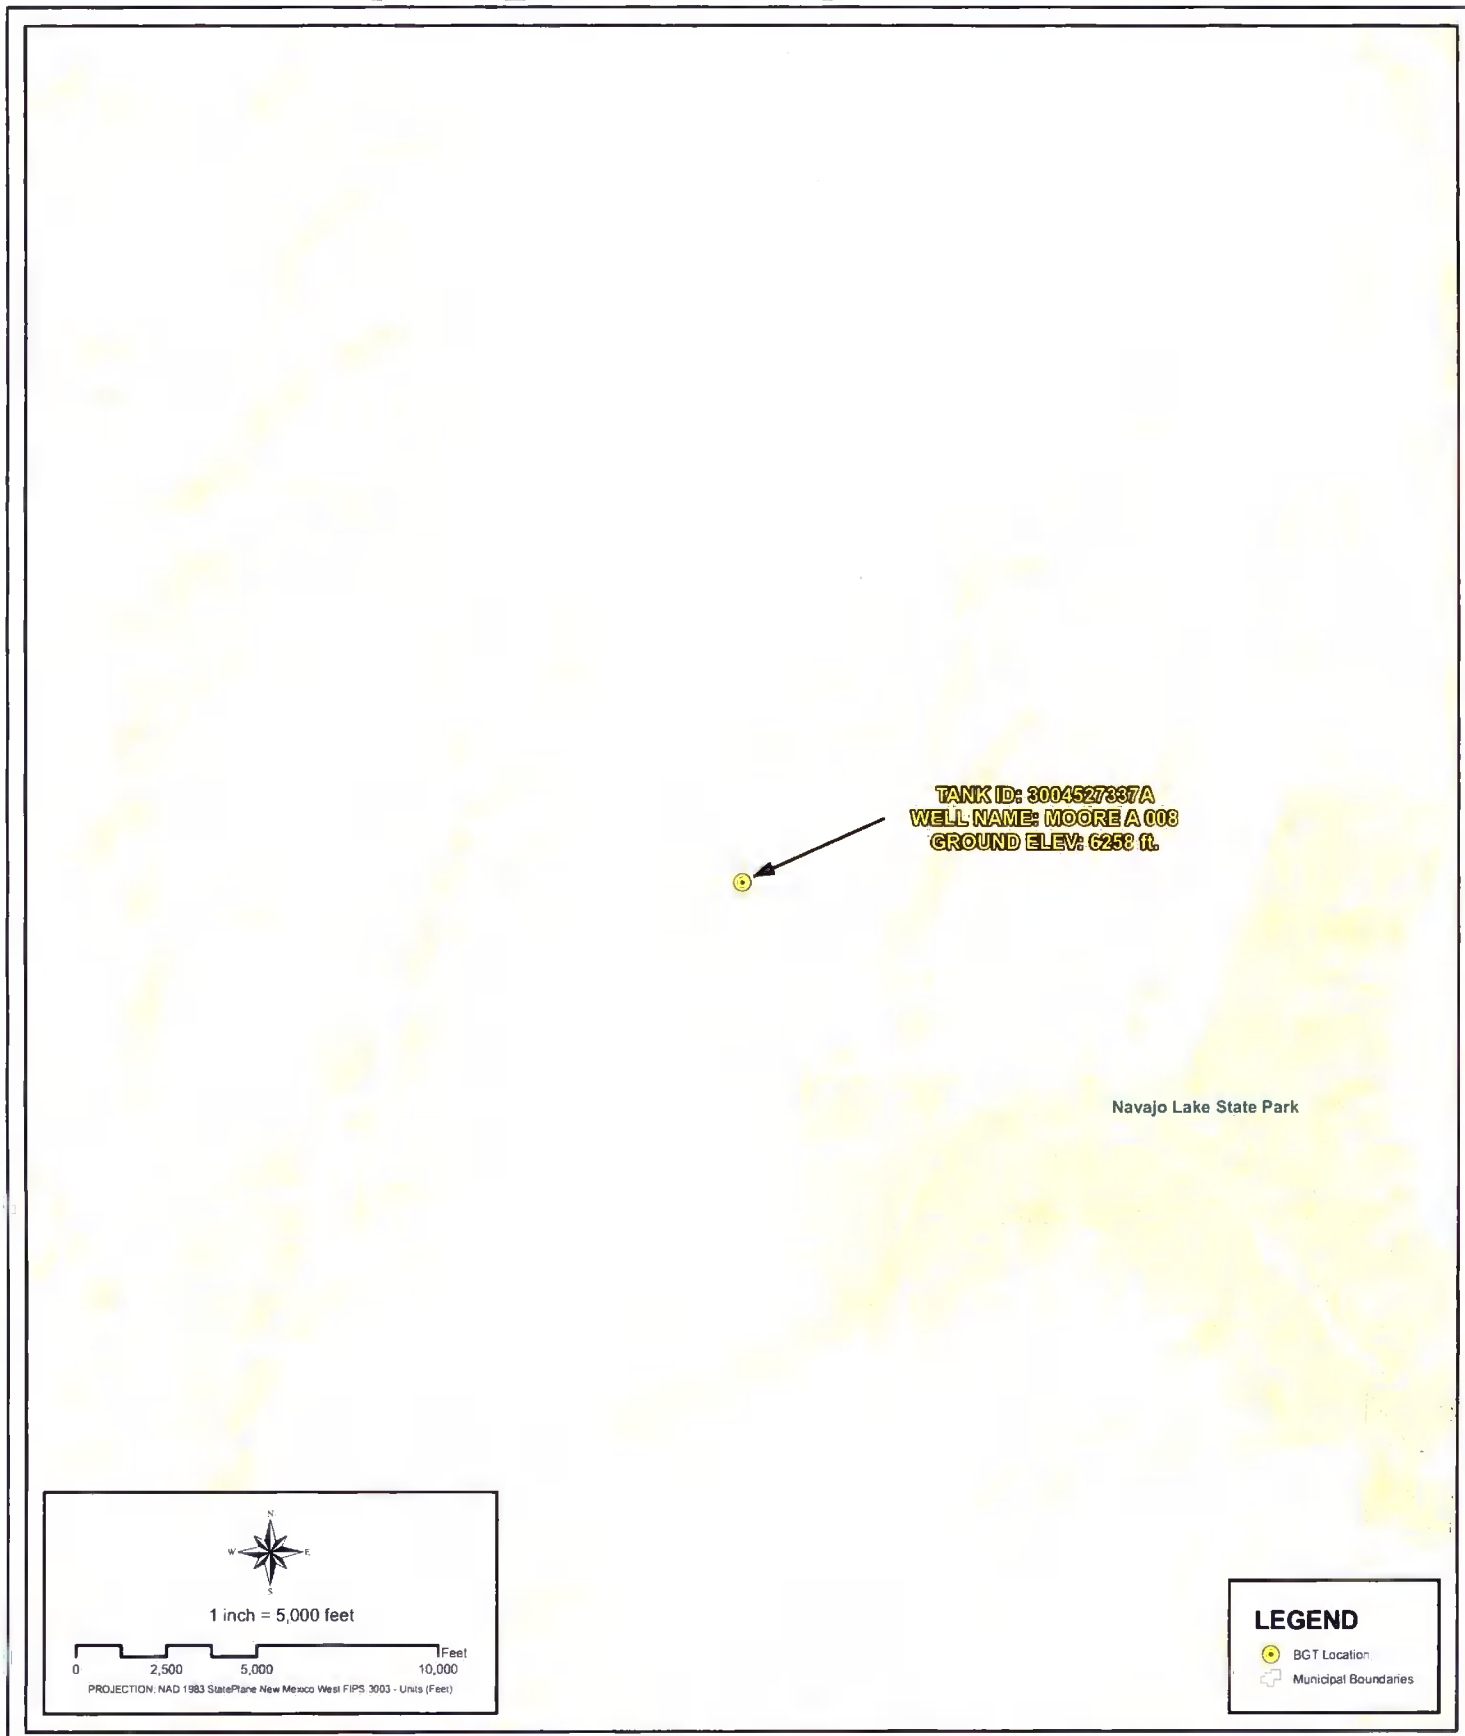 TANK ID: 3004527337A
WELL NAME: MOORE A 008
GROUND ELEV: 6258 ft.
Navajo Lake State Park
N
W E
S
1 inch = 5,000 feet
Feet
0 2,500 5,000 10,000
PROJECTION: NAD 1983 StatePlane New Mexico West FIPS 3003 - Units (Feet)
LEGEND
BGT Location
Municipal Boundaries